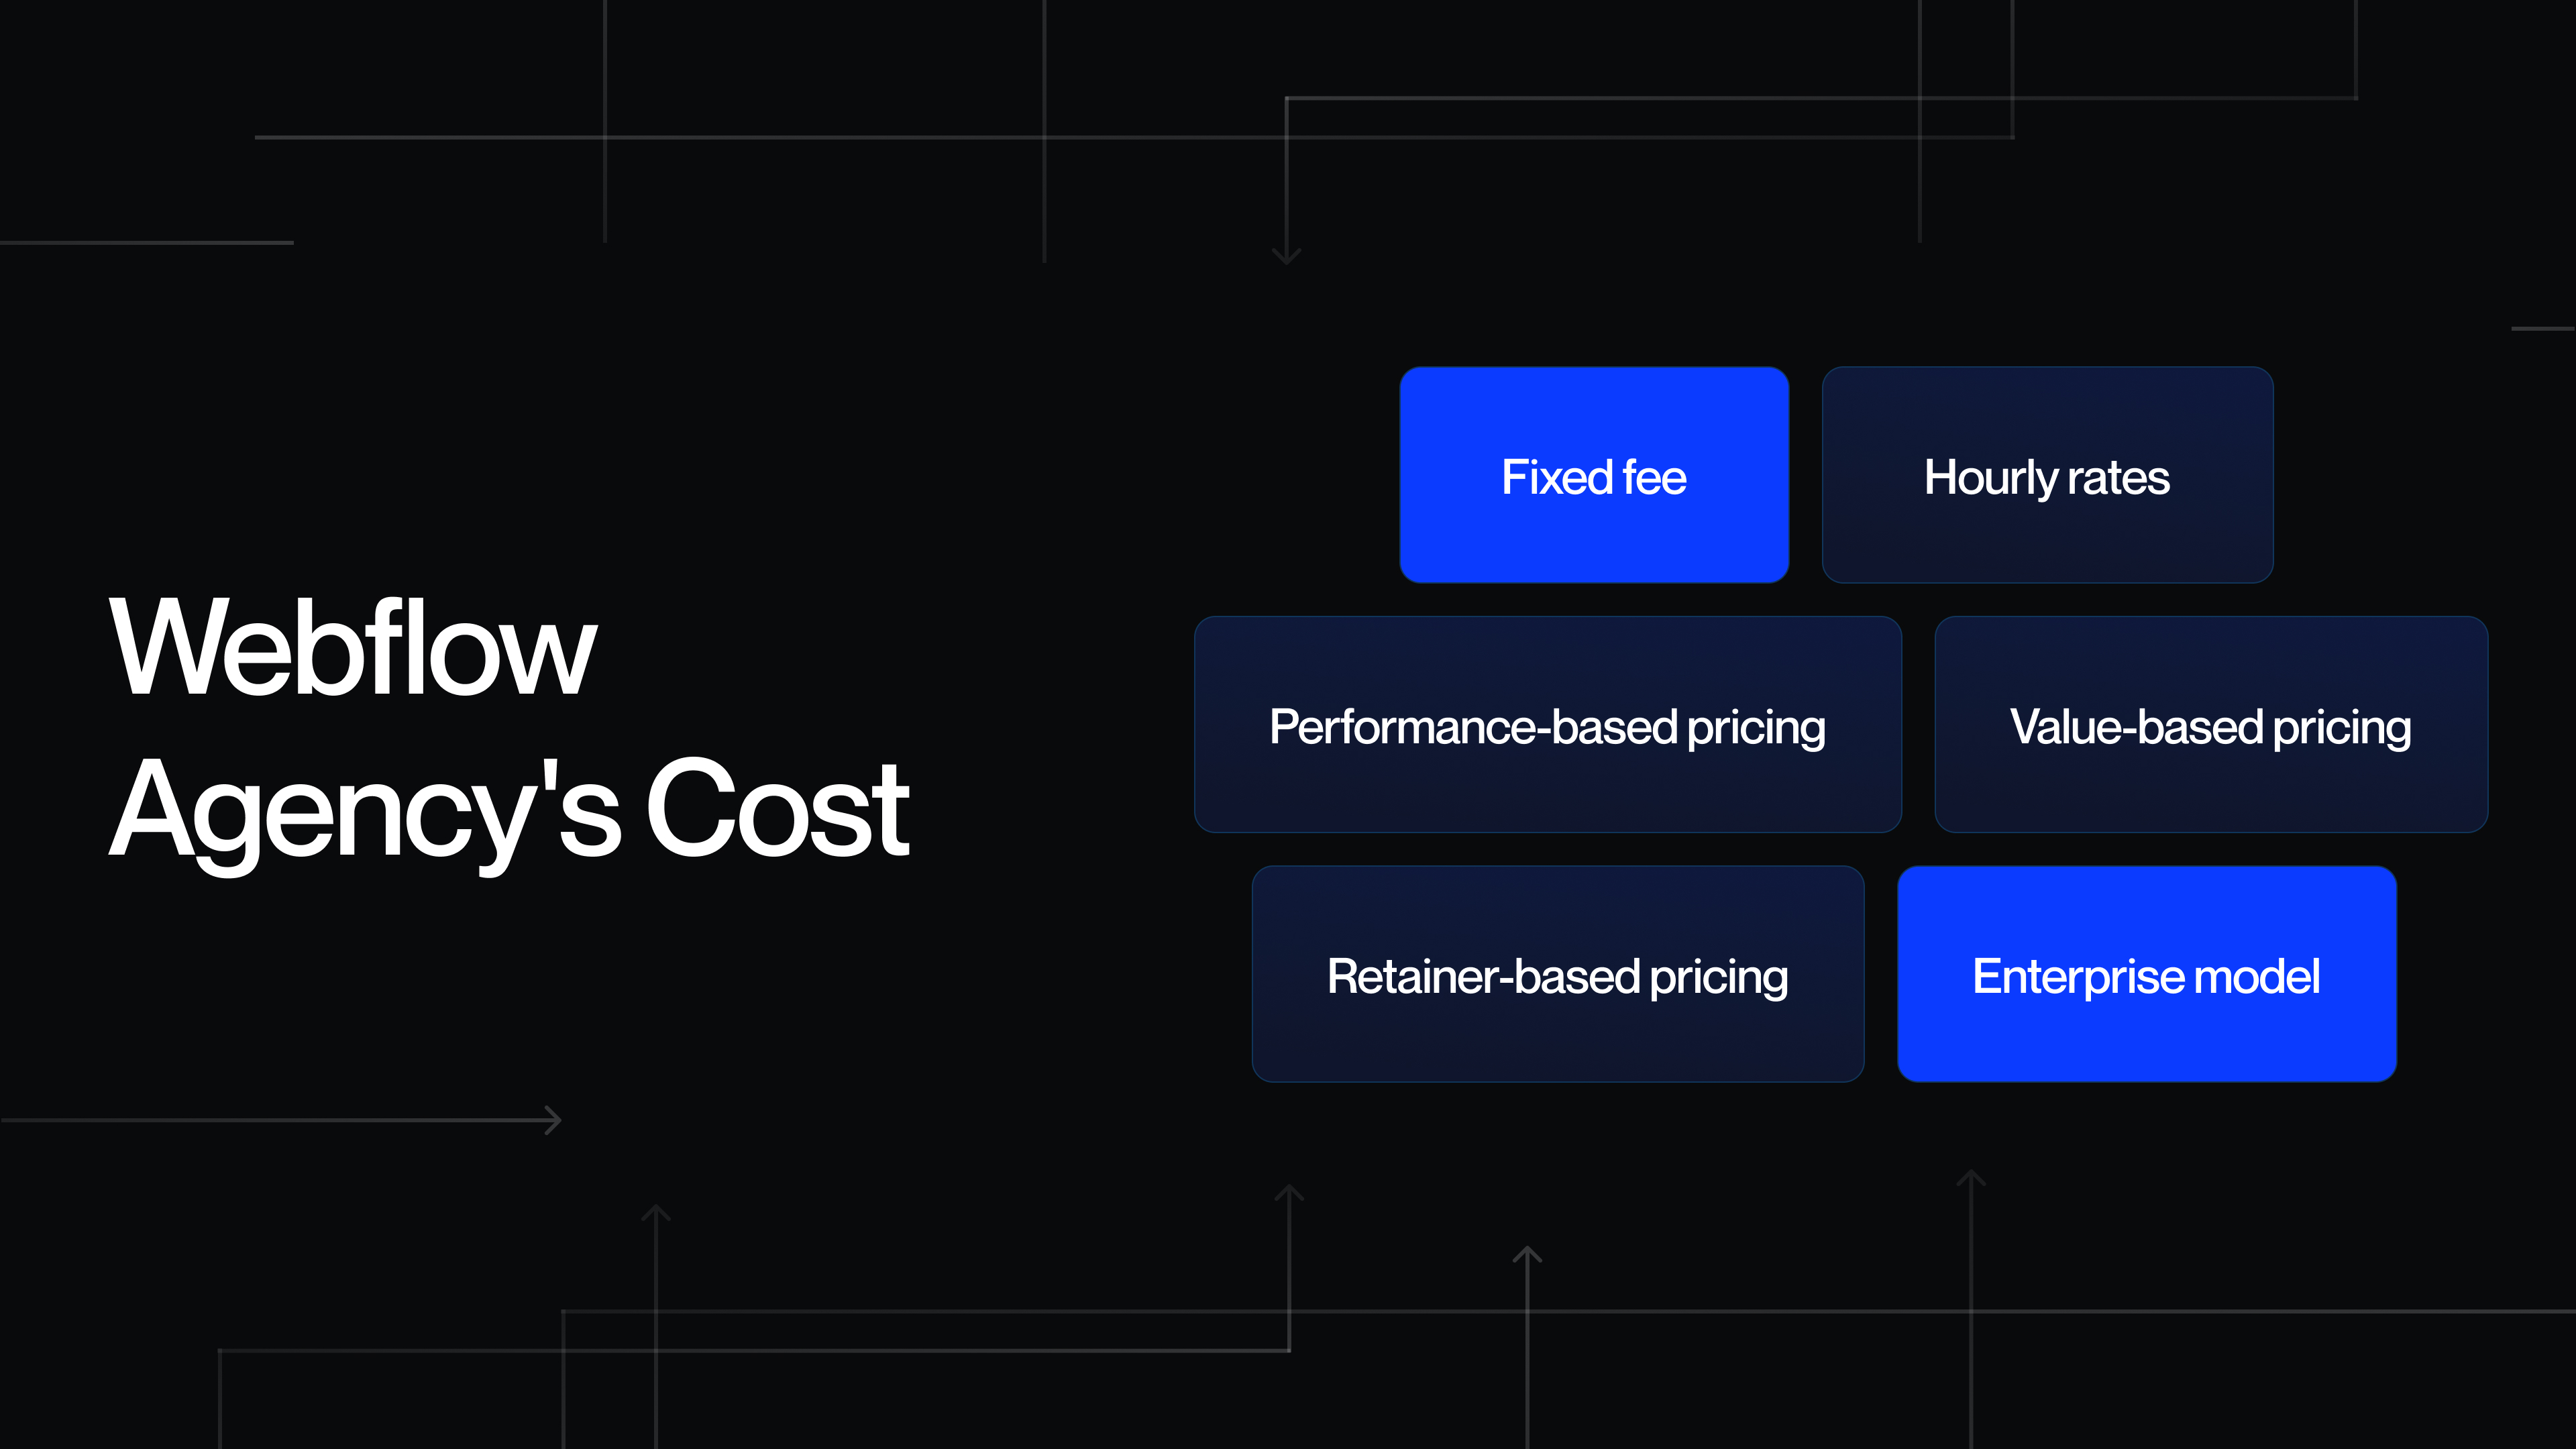 Webflow
Agency's Cost
Fixed fee
Hourly rates
Performance-based pricing
Value-based pricing
Retainer-based pricing
Enterprise model